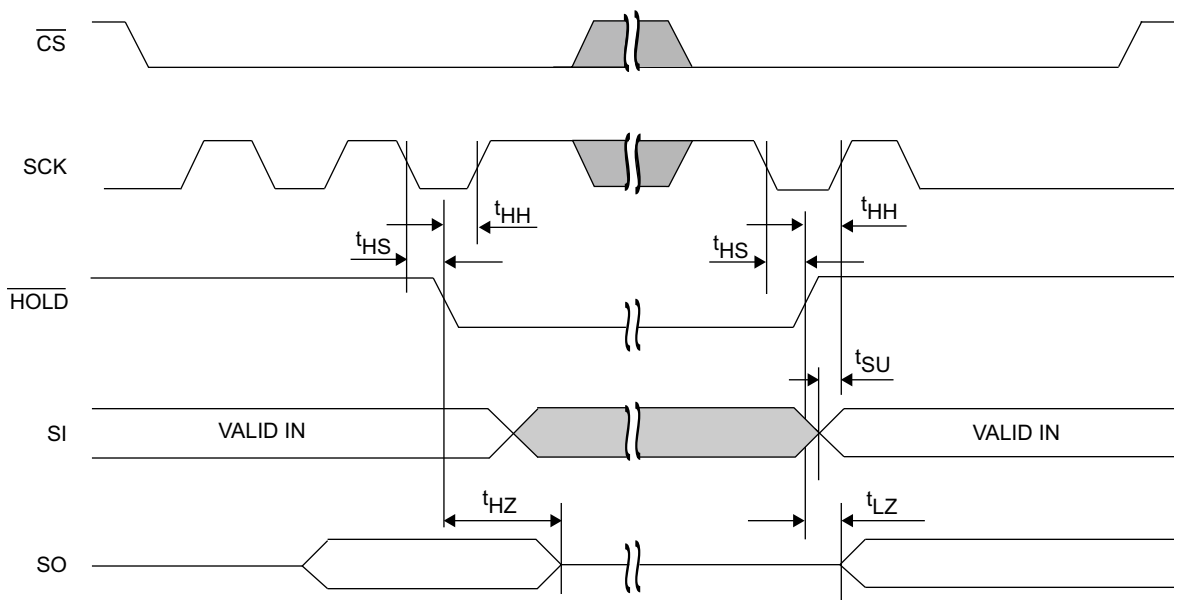 CS
SCK
tHH
tHH
tHS
tHS
HOLD
tSU
SI
VALID IN
VALID IN
tHZ
tLZ
SO